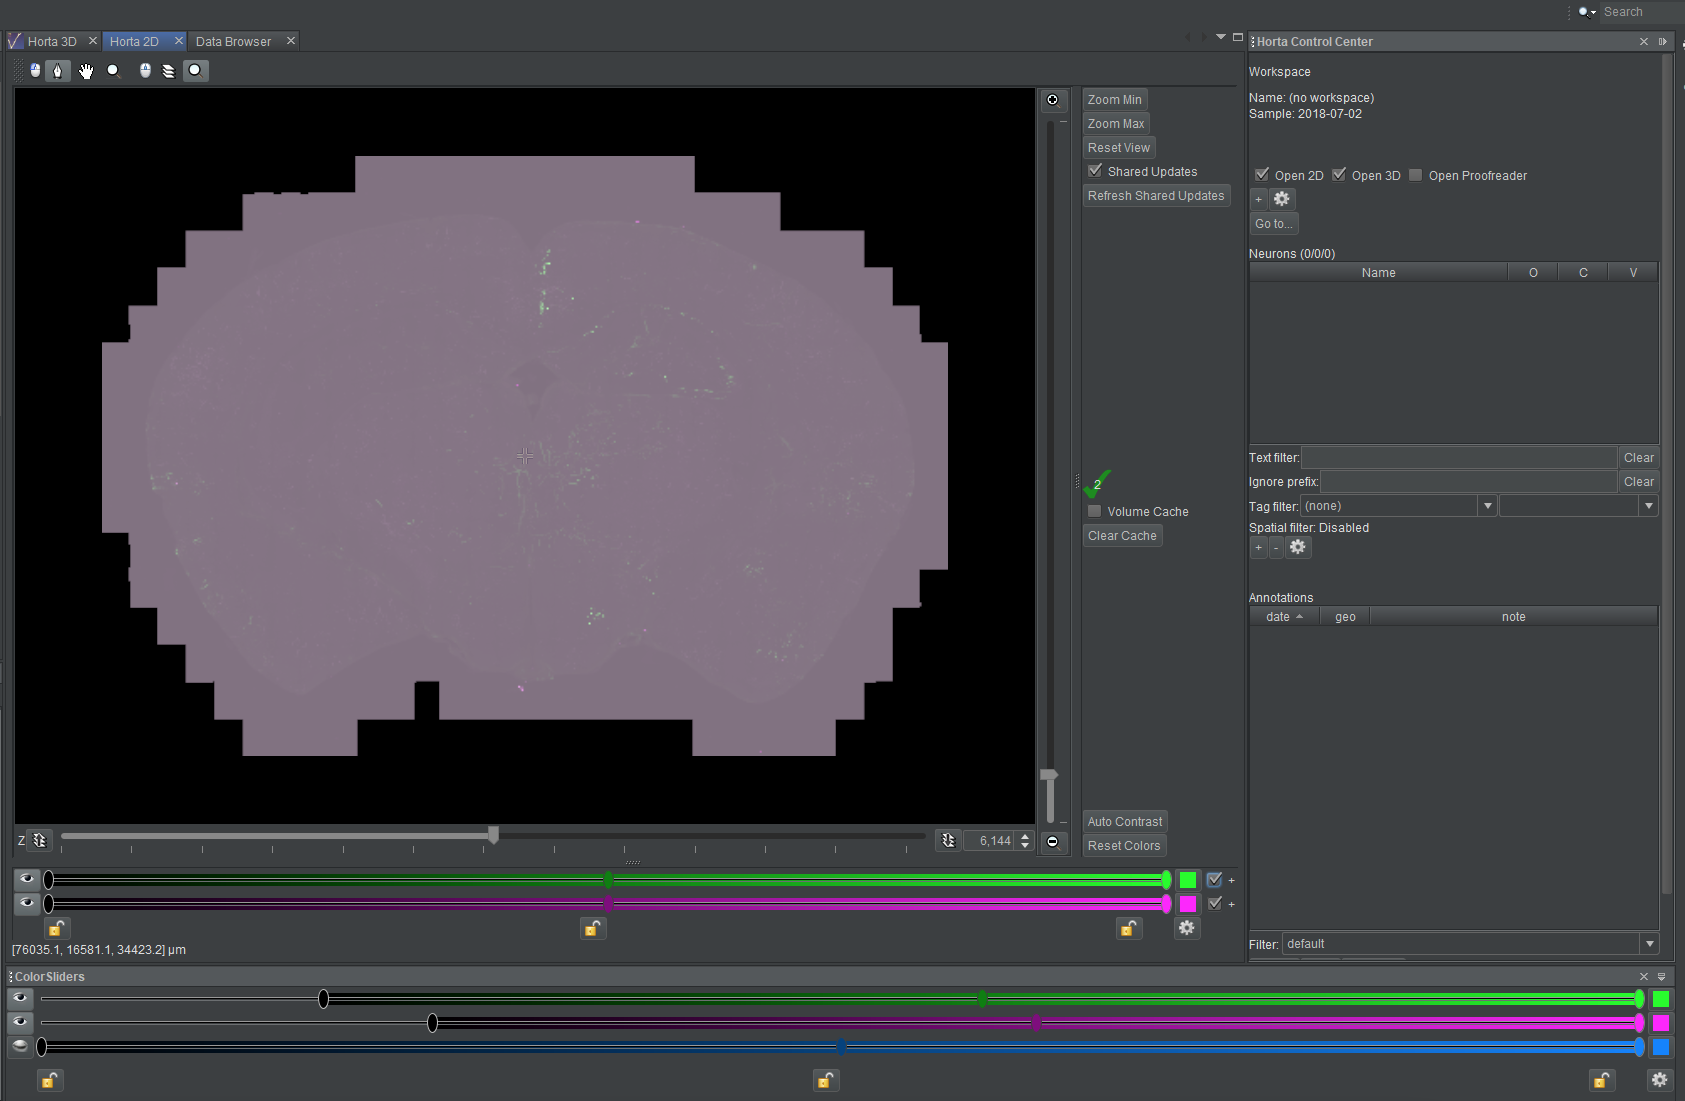 Search
Horta 3D
Horta 2D
Data Browser
Horta Control Center
Zoom Min
Zoom Max
Reset View
Shared Updates
Refresh Shared Updates
2
Volume Cache
Clear Cache
Auto Contrast
Reset Colors
Z
6,144
+
+
[76035.1, 16581.1, 34423.2] µm
Workspace
Name: (no workspace)
Sample: 2018-07-02
Open 2D
Open 3D
Open Proofreader
+
Go to...
Neurons (0/0/0)
Name O C V
Text filter: Clear
Ignore prefix: Clear
Tag filter: (none)
Spatial filter: Disabled
+ -
Annotations
date geo note
Filter: default
ColorSliders